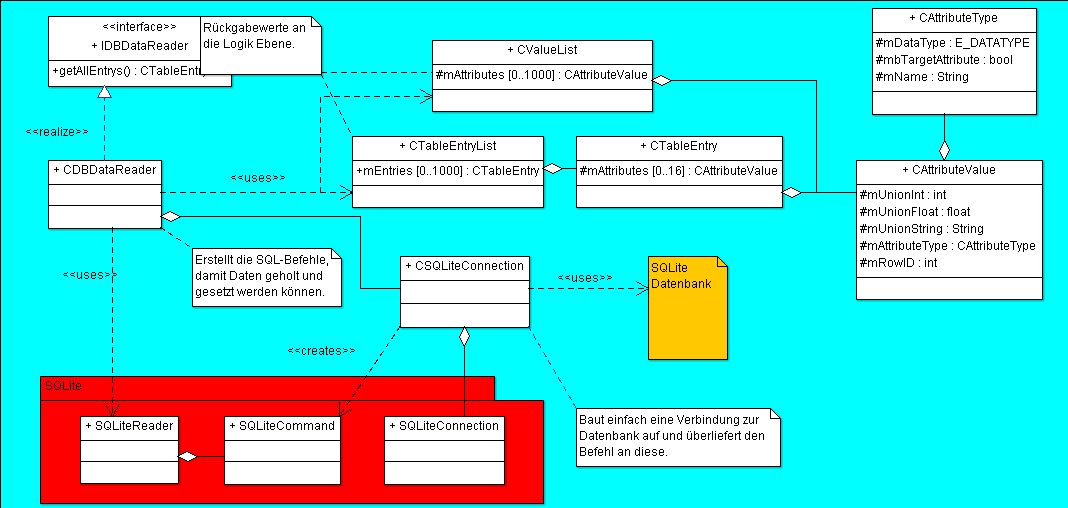 <<interface>>
+ IDBDataReader
+getAllEntrys() : CTableEntry
Rückgabewerte an
die Logik Ebene.
+ CValueList
#mAttributes [0..1000] : CAttributeValue
+ CAttributeType
#mDataType : E_DATATYPE
#mbTargetAttribute : bool
#mName : String
<<realize>>
+ CDBDataReader
<<uses>>
+ CTableEntryList
+mEntries [0..1000] : CTableEntry
+ CTableEntry
#mAttributes [0..16] : CAttributeValue
+ CAttributeValue
#mUnionInt : int
#mUnionFloat : float
#mUnionString : String
#mAttributeType : CAttributeType
#mRowID : int
<<uses>>
Erstellt die SQL-Befehle,
damit Daten geholt und
gesetzt werden können.
+ CSQLiteConnection
<<uses>>
SQLite
Datenbank
<<creates>>
SQLite
+ SQLiteReader
+ SQLiteCommand
+ SQLiteConnection
Baut einfach eine Verbindung zur
Datenbank auf und überliefert den
Befehl an diese.